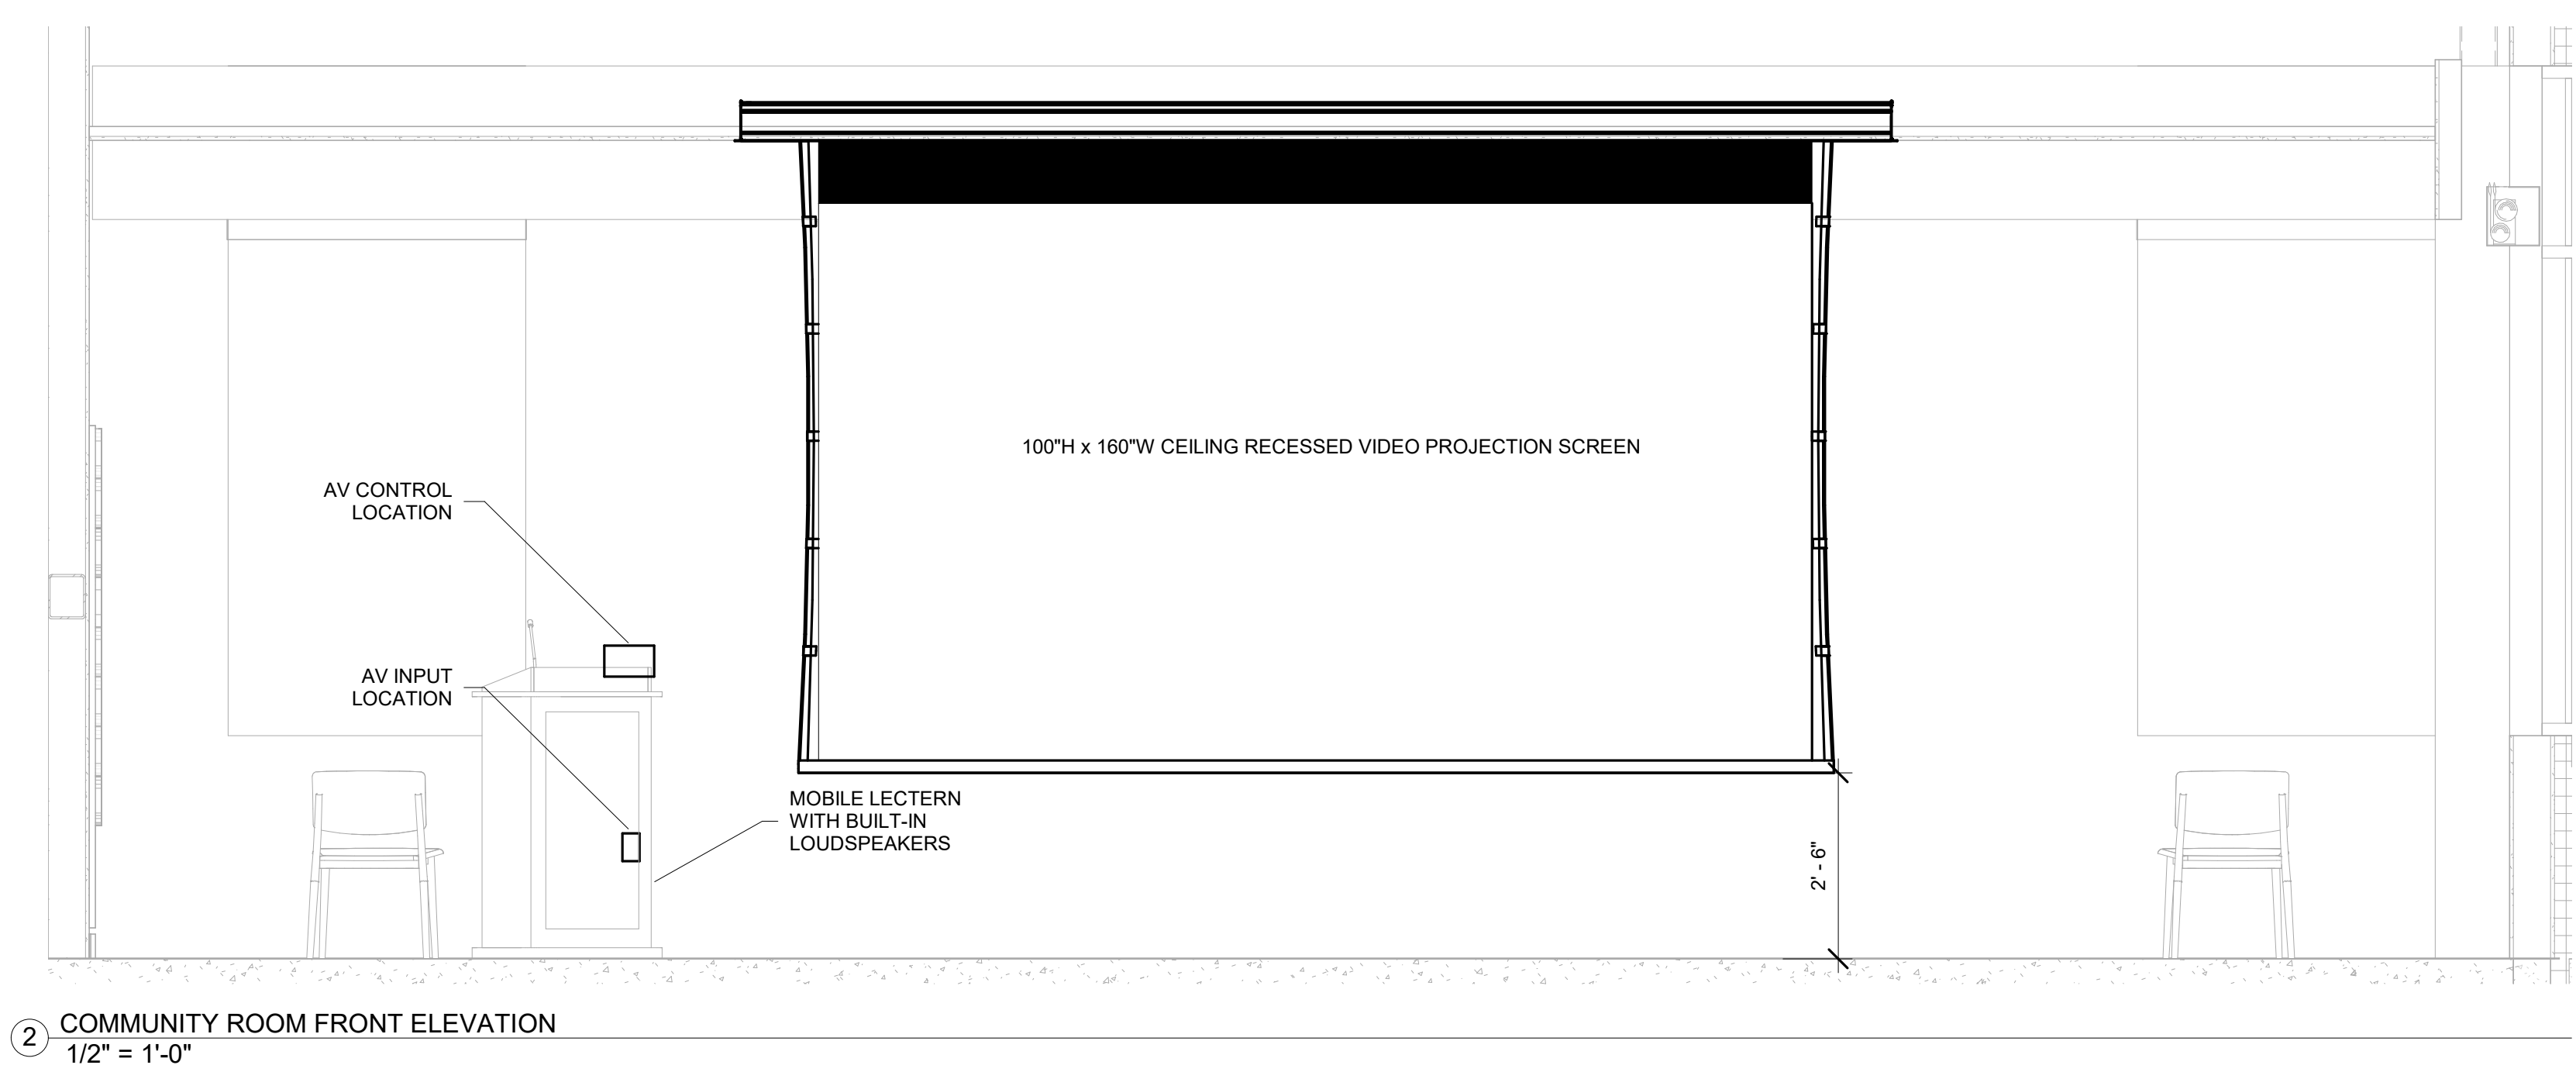 100"H x 160"W CEILING RECESSED VIDEO PROJECTION SCREEN
AV CONTROL
LOCATION
AV INPUT
LOCATION
MOBILE LECTERN
WITH BUILT-IN
LOUDSPEAKERS
2' - 6"
2
COMMUNITY ROOM FRONT ELEVATION
1/2" = 1'-0"